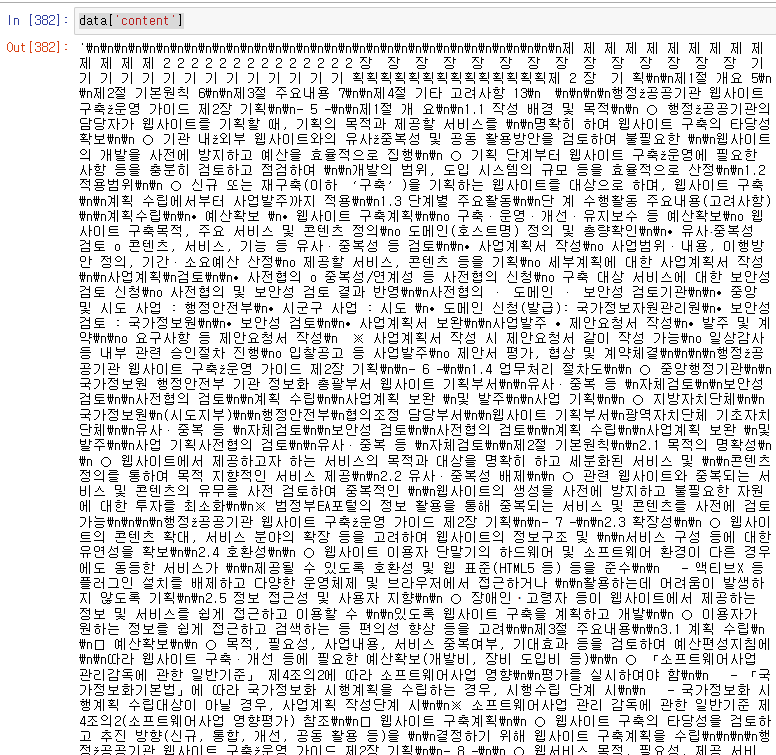 In [382]: data['content']
Out[382]: '₩n₩n₩n₩n₩n₩n₩n₩n₩n₩n₩n₩n₩n₩n₩n₩n₩n제 제 제 제 제 제 제 제 제 제
제 제 제 제 2 2 2 2 2 2 2 2 2 2 2 2 2 2 장 장 장 장 장 장 장 장 장 장 장 장 장 장 기
기 기 기 기 기 기 기 기 기 기 기 기 기 획획획획획획획획획획획획획획제 2 장  기 획₩n₩n제1절 개요 5₩n₩
n제2절 기본원칙 6₩n₩n제3절 주요내용 7₩n₩n제4절 기타 고려사항 13₩n  ₩n₩n₩n₩n행정ž공공기관 웹사이트
구축ž운영 가이드 제2장 기획₩n₩n- 5 -₩n₩n제1절 개 요₩n₩n1.1 작성 배경 및 목적₩n₩n ○ 행정ž공공기관의
담당자가 웹사이트를 기획할 때, 기획의 목적과 제공할 서비스를 ₩n₩n명확히 하여 웹사이트 구축의 타당성
확보₩n₩n ○ 기관 내ž외부 웹사이트와의 유사ž중복성 및 공동 활용방안을 검토하여 불필요한 ₩n₩n웹사이트
의 개발을 사전에 방지하고 예산을 효율적으로 집행₩n₩n ○ 기획 단계부터 웹사이트 구축ž운영에 필요한
사항 등을 충분히 검토하고 점검하여 ₩n₩n개발의 범위, 도입 시스템의 규모 등을 효율적으로 산정₩n₩n1.2
적용범위₩n₩n ○ 신규 또는 재구축(이하 ‘구축’)을 기획하는 웹사이트를 대상으로 하며, 웹사이트 구축
₩n₩n계획 수립에서부터 사업발주까지 적용₩n₩n1.3 단계별 주요활동₩n₩n단 계 수행활동 주요내용(고려사항)
₩n₩n계획수립₩n₩n• 예산확보 ₩n• 웹사이트 구축계획₩n₩no 구축·운영·개선·유지보수 등 예산확보₩no 웹
사이트 구축목적, 주요 서비스 및 콘텐츠 정의₩no 도메인(호스트명) 정의 및 총량확인₩n₩n• 유사·중복성
검토 o 콘텐츠, 서비스, 기능 등 유사·중복성 등 검토₩n₩n• 사업계획서 작성₩no 사업범위·내용, 이행방
안 정의, 기간·소요예산 산정₩no 제공할 서비스, 콘텐츠 등을 기획₩no 세부계획에 대한 사업계획서 작성
₩n₩n사업계획₩n검토₩n₩n• 사전협의 o 중복성/연계성 등 사전협의 신청₩no 구축 대상 서비스에 대한 보안성
검토 신청₩no 사전협의 및 보안성 검토 결과 반영₩n₩n사전협의 · 도메인 · 보안성 검토기관₩n₩n• 중앙
및 시도 사업 : 행정안전부₩n• 시군구 사업 : 시도 ₩n• 도메인 신청(발급): 국가정보자원관리원₩n• 보안성
검토 : 국가정보원₩n₩n• 보안성 검토₩n₩n• 사업계획서 보완₩n₩n사업발주 • 제안요청서 작성₩n• 발주 및 계
약₩n₩no 요구사항 등 제안요청서 작성₩n  ※ 사업계획서 작성 시 제안요청서 같이 작성 가능₩no 일상감사
등 내부 관련 승인절차 진행₩no 입찰공고 등 사업발주₩no 제안서 평가, 협상 및 계약체결₩n₩n₩n₩n행정ž공
공기관 웹사이트 구축ž운영 가이드 제2장 기획₩n₩n- 6 -₩n₩n1.4 업무처리 절차도₩n₩n ○ 중앙행정기관₩n₩n
국가정보원 행정안전부 기관 정보화 총괄부서 웹사이트 기획부서₩n₩n유사·중복 등 ₩n자체검토₩n₩n보안성
검토₩n₩n사전협의 검토₩n₩n계획 수립₩n₩n사업계획 보완 ₩n및 발주₩n₩n사업 기획₩n₩n ○ 지방자치단체₩n₩n
국가정보원₩n(시도지부)₩n₩n행정안전부₩n협의조정 담당부서₩n₩n웹사이트 기획부서₩n광역자치단체 기초자치
단체₩n₩n유사·중복 등 ₩n자체검토₩n₩n보안성 검토₩n₩n사전협의 검토₩n₩n계획 수립₩n₩n사업계획 보완 ₩n및
발주₩n₩n사업 기획사전협의 검토₩n₩n유사·중복 등 ₩n자체검토₩n₩n제2절 기본원칙₩n₩n2.1 목적의 명확성₩n
₩n ○ 웹사이트에서 제공하고자 하는 서비스의 목적과 대상을 명확히 하고 세분화된 서비스 및 ₩n₩n콘텐츠
정의를 통하여 목적 지향적인 서비스 제공₩n₩n2.2 유사·중복성 배제₩n₩n ○ 관련 웹사이트와 중복되는 서
비스 및 콘텐츠의 유무를 사전 검토하여 중복적인 ₩n₩n웹사이트의 생성을 사전에 방지하고 불필요한 자원
에 대한 투자를 최소화₩n₩n※ 범정부EA포털의 정보 활용을 통해 중복되는 서비스 및 콘텐츠를 사전에 검토
가능₩n₩n₩n₩n행정ž공공기관 웹사이트 구축ž운영 가이드 제2장 기획₩n₩n- 7 -₩n₩n2.3 확장성₩n₩n ○ 웹사
이트의 콘텐츠 확대, 서비스 분야의 확장 등을 고려하여 웹사이트의 정보구조 및 ₩n₩n서비스 구성 등에 대한
유연성을 확보₩n₩n2.4 호환성₩n₩n ○ 웹사이트 이용자 단말기의 하드웨어 및 소프트웨어 환경이 다른 경우
에도 동등한 서비스가 ₩n₩n제공될 수 있도록 호환성 및 웹 표준(HTML5 등) 등을 준수₩n₩n   - 액티브X 등
플러그인 설치를 배제하고 다양한 운영체제 및 브라우저에서 접근하거나 ₩n₩n활용하는데 어려움이 발생하
지 않도록 기획₩n₩n2.5 정보 접근성 및 사용자 지향₩n₩n ○ 장애인·고령자 등이 웹사이트에서 제공하는
정보 및 서비스를 쉽게 접근하고 이용할 수 ₩n₩n있도록 웹사이트 구축을 계획하고 개발₩n₩n ○ 이용자가
원하는 정보를 쉽게 접근하고 검색하는 등 편의성 향상 등을 고려₩n₩n제3절 주요내용₩n₩n3.1 계획 수립₩n
₩n□ 예산확보₩n₩n ○ 목적, 필요성, 사업내용, 서비스 중복여부, 기대효과 등을 검토하여 예산편성지침에
₩n₩n따라 웹사이트 구축·개선 등에 필요한 예산확보(개발비, 장비 도입비 등)₩n₩n ○ 「소프트웨어사업
관리감독에 관한 일반기준」 제4조의2에 따라 소프트웨어사업 영향₩n₩n평가를 실시하여야 함₩n₩n   - 「국
가정보화기본법」에 따라 국가정보화 시행계획을 수립하는 경우, 시행수립 단계 시₩n₩n   - 국가정보화 시
행계획 수립대상이 아닐 경우, 사업계획 작성단계 시₩n₩n※ 소프트웨어사업 관리 감독에 관한 일반기준 제
4조의2(소프트웨어사업 영향평가) 참조₩n₩n□ 웹사이트 구축계획₩n₩n ○ 웹사이트 구축의 타당성을 검토하
고 추진 방향(신규, 통합, 개선, 공동 활용 등)을 ₩n₩n결정하기 위해 웹사이트 구축계획을 수립₩n₩n₩n₩n행
정ž공공기관 웹사이트 구축ž운영 가이드 제2장 기획₩n₩n- 8 -₩n₩n ○ 웹서비스 목적, 필요성, 제공 서비